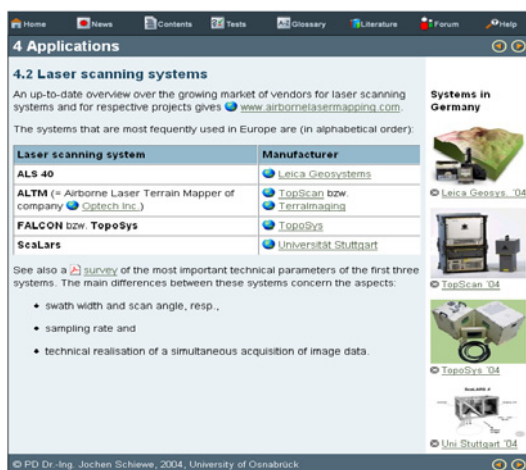 Home News Contents Tests Glossary Literature Forum Help
4 Applications
4.2 Laser scanning systems
An up-to-date overview over the growing market of vendors for laser scanning
systems and for respective projects gives www.airbornelasermapping.com.
The systems that are most fequently used in Europe are (in alphabetical order):
Laser scanning system Manufacturer
ALS 40 Leica Geosystems
ALTM (= Airborne Laser Terrain Mapper of
company Optech Inc.)
TopScan bzw.
TerraImaging
FALCON bzw. TopoSys TopoSys
ScaLars Universität Stuttgart
See also a survey of the most important technical parameters of the first three
systems. The main differences between these systems concern the aspects:
• swath width and scan angle, resp.,
• sampling rate and
• technical realisation of a simultaneous acquisition of image data.
Systems in
Germany
© Leica Geosys. '04
© TopScan '04
© TopoSys '04
ScaLARS
© Uni Stuttgart '04
© PD Dr.-Ing. Jochen Schiewe, 2004, University of Osnabrück